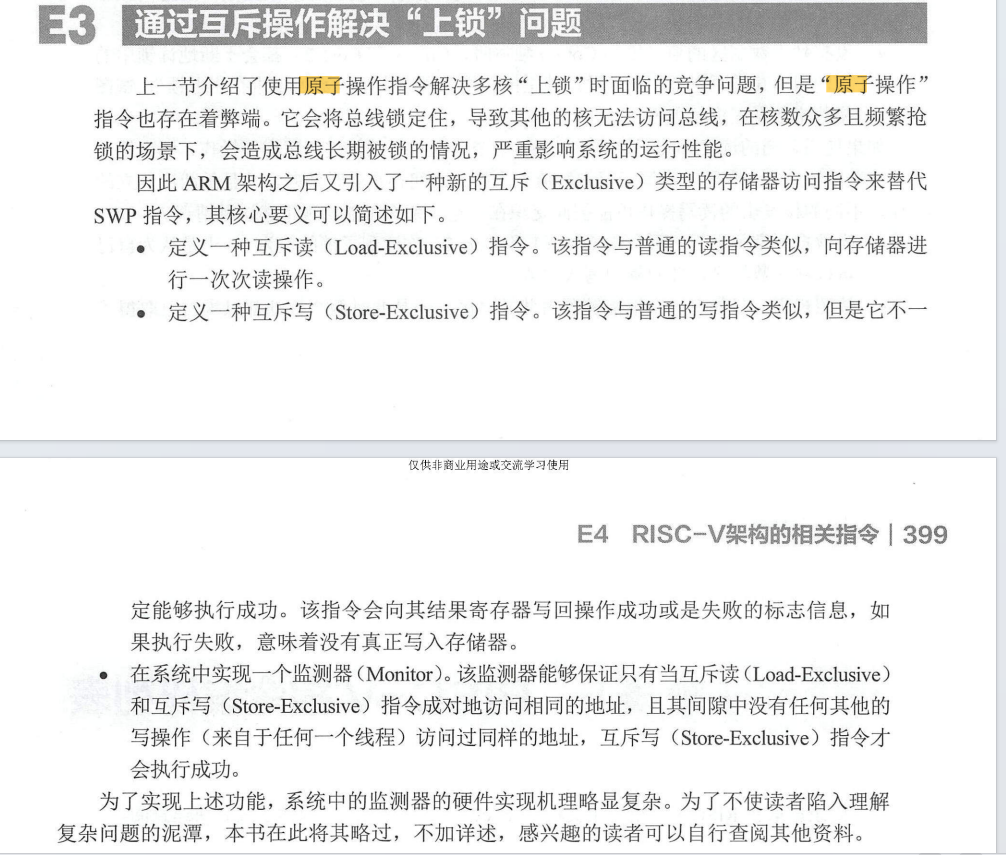 E3 通过互斥操作解决“上锁”问题
上一节介绍了使用原子操作指令解决多核“上锁”时面临的竞争问题，但是“原子操作”
指令也存在着弊端。它会将总线锁定住，导致其他的核无法访问总线，在核数众多且频繁抢
锁的场景下，会造成总线长期被锁的情况，严重影响系统的运行性能。
因此 ARM 架构之后又引入了一种新的互斥（Exclusive）类型的存储器访问指令来替代
SWP 指令，其核心要义可以简述如下。
• 定义一种互斥读（Load-Exclusive）指令。该指令与普通的读指令类似，向存储器进
行一次次读操作。
• 定义一种互斥写（Store-Exclusive）指令。该指令与普通的写指令类似，但是它不一
仅供非商业用途或交流学习使用
E4 RISC-V架构的相关指令 | 399
定能够执行成功。该指令会向其结果寄存器写回操作成功或是失败的标志信息，如
果执行失败，意味着没有真正写入存储器。
• 在系统中实现一个监测器（Monitor）。该监测器能够保证只有当互斥读（Load-Exclusive）
和互斥写（Store-Exclusive）指令成对地访问相同的地址，且其间隙中没有任何其他的
写操作（来自于任何一个线程）访问过同样的地址，互斥写（Store-Exclusive）指令才
会执行成功。
为了实现上述功能，系统中的监测器的硬件实现机理略显复杂。为了不使读者陷入理解
复杂问题的泥潭，本书在此将其略过，不加详述，感兴趣的读者可以自行查阅其他资料。